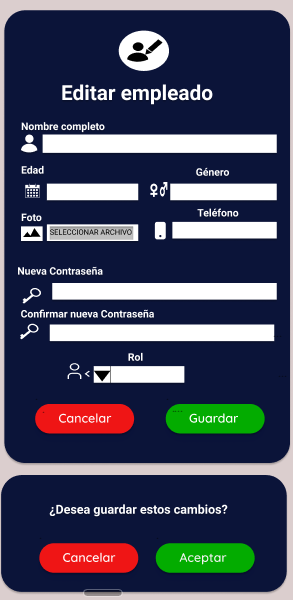 Editar empleado
Nombre completo
Edad
Género
Foto
Teléfono
SELECCIONAR ARCHIVO
Nueva Contraseña
Confirmar nueva Contraseña
Rol
Cancelar
Guardar
¿Desea guardar estos cambios?
Cancelar
Aceptar